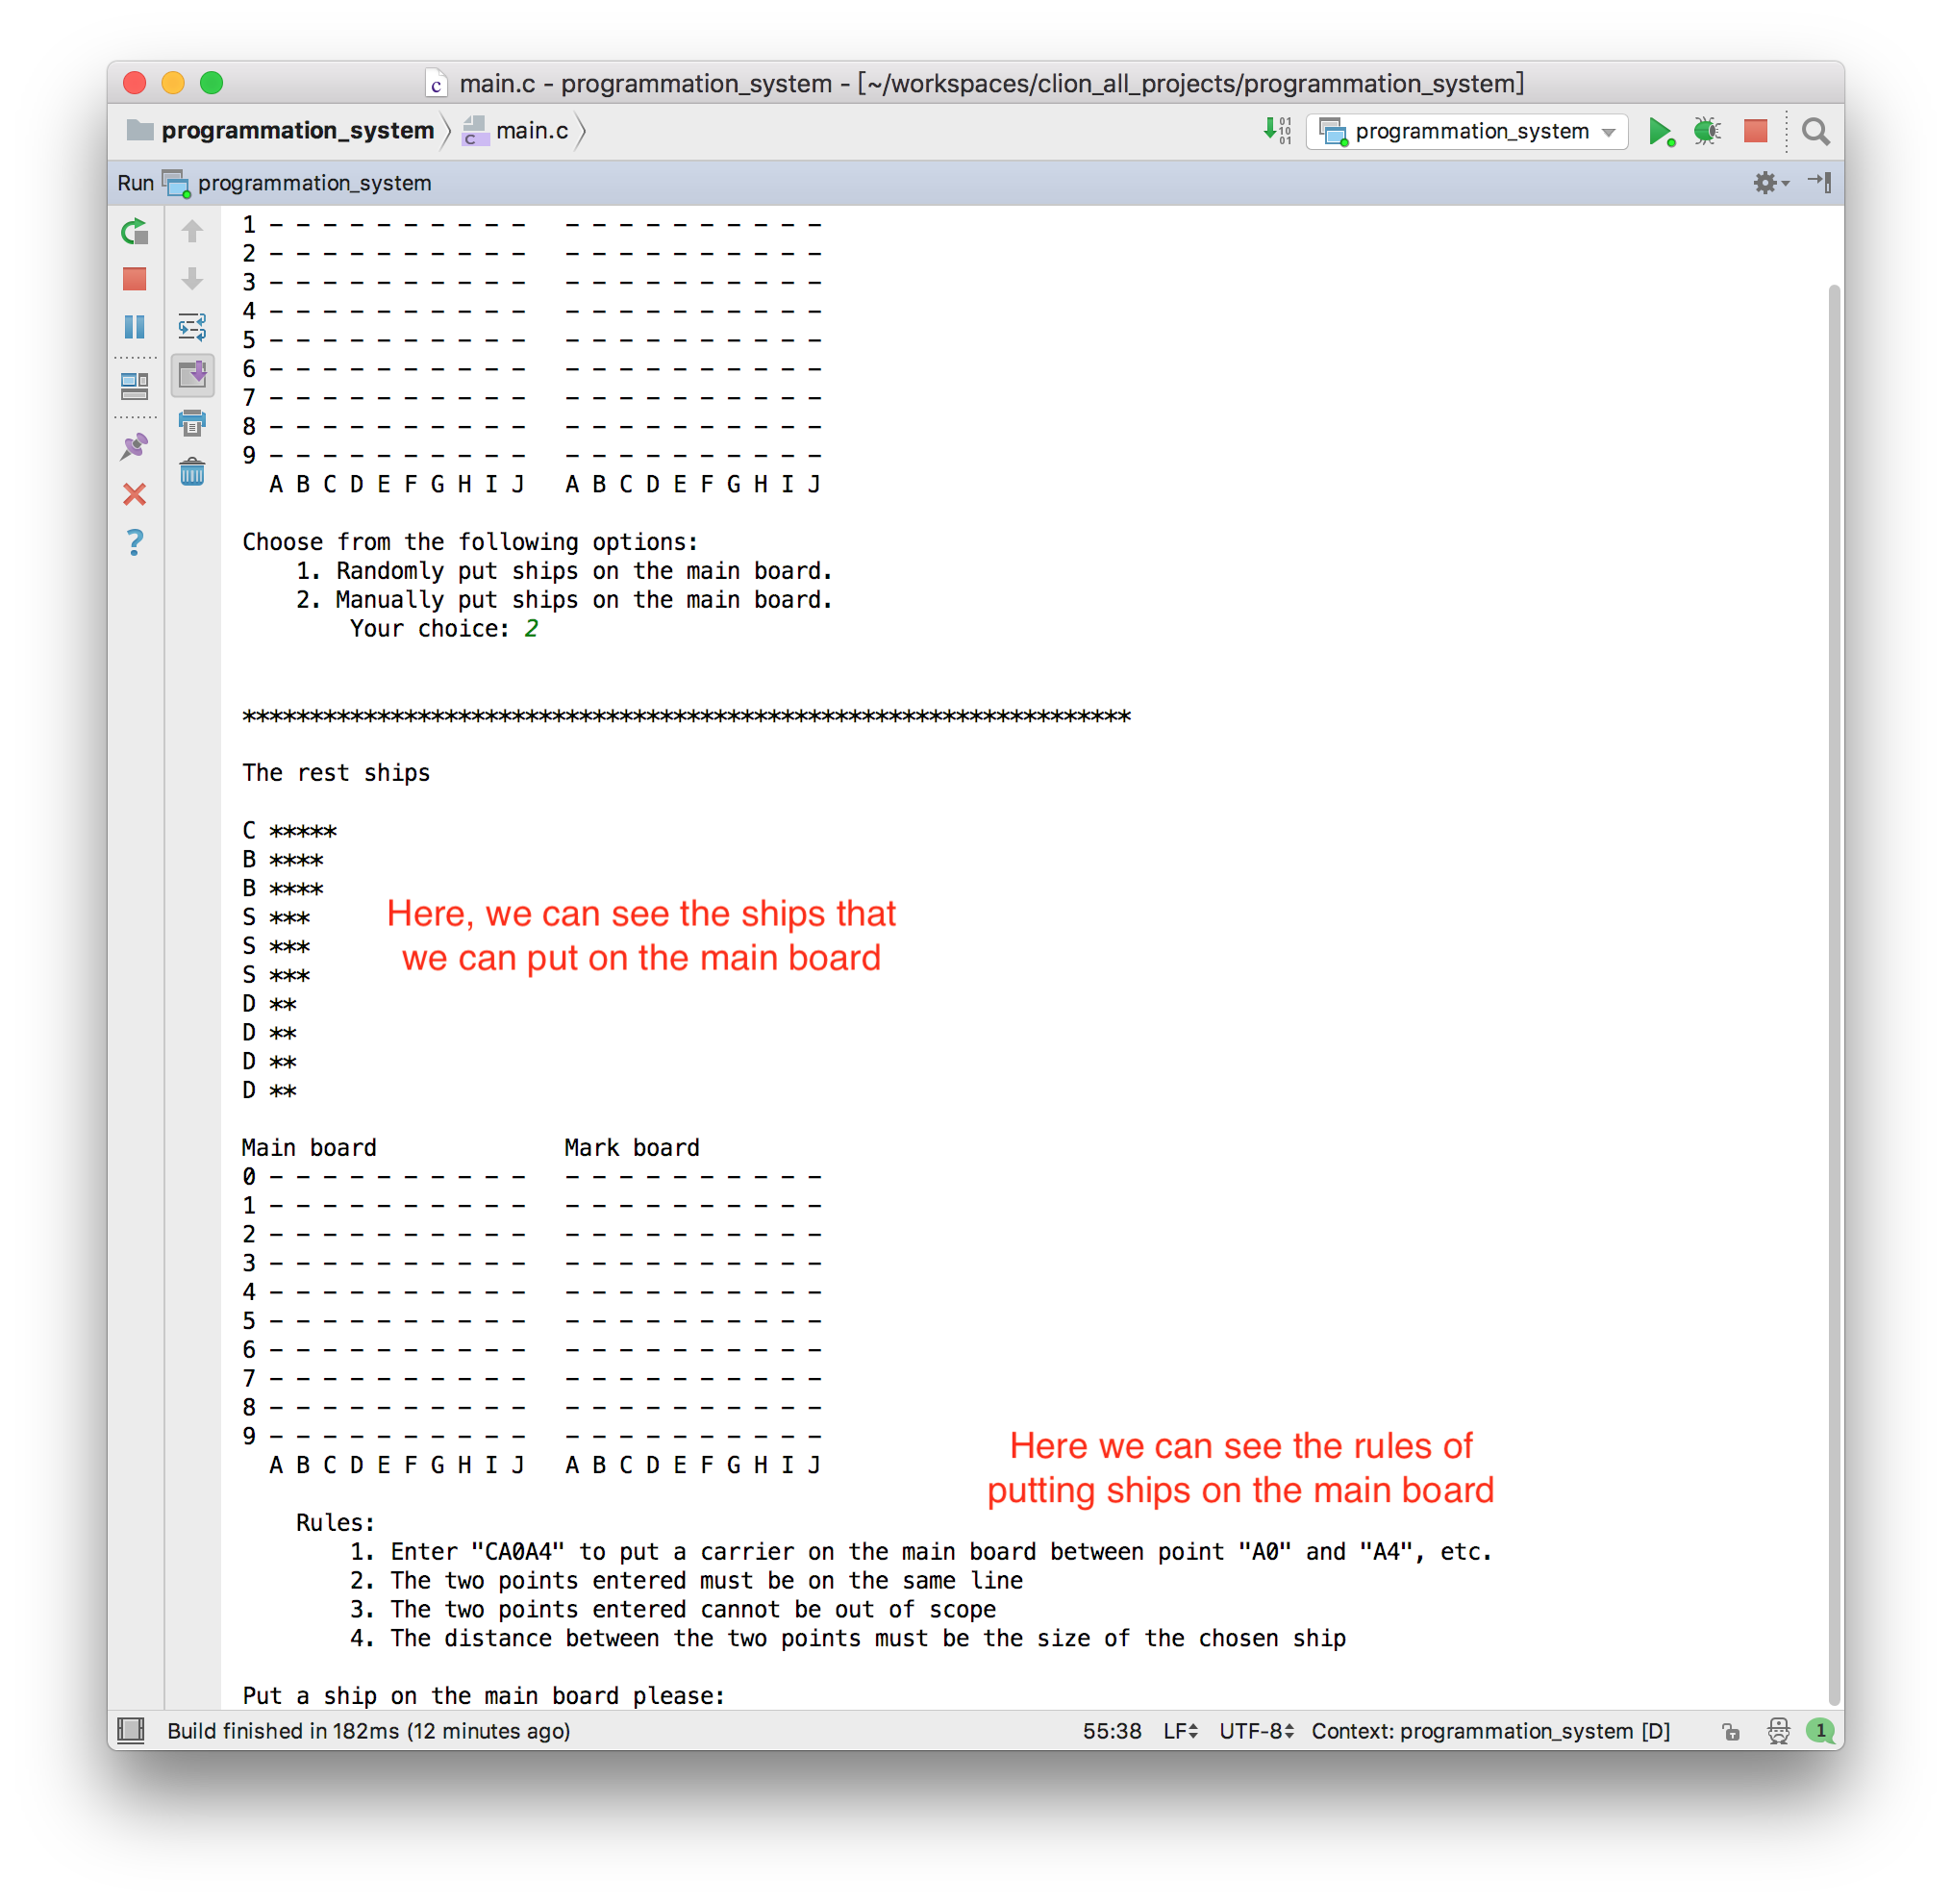 main.c - programmation_system - [~/workspaces/clion_all_projects/programmation_system]
programmation_system main.c programmation_system
Run programmation_system
1 - - - - - - - - - -   - - - - - - - - - -
2 - - - - - - - - - -   - - - - - - - - - -
3 - - - - - - - - - -   - - - - - - - - - -
4 - - - - - - - - - -   - - - - - - - - - -
5 - - - - - - - - - -   - - - - - - - - - -
6 - - - - - - - - - -   - - - - - - - - - -
7 - - - - - - - - - -   - - - - - - - - - -
8 - - - - - - - - - -   - - - - - - - - - -
9 - - - - - - - - - -   - - - - - - - - - -
  A B C D E F G H I J   A B C D E F G H I J
Choose from the following options:
    1. Randomly put ships on the main board.
    2. Manually put ships on the main board.
        Your choice: 2
******************************************************************
The rest ships
C *****
B ****
B ****
S ***
S ***
S ***
D **
D **
D **
D **
Here, we can see the ships that
we can put on the main board
Main board              Mark board
0 - - - - - - - - - -   - - - - - - - - - -
1 - - - - - - - - - -   - - - - - - - - - -
2 - - - - - - - - - -   - - - - - - - - - -
3 - - - - - - - - - -   - - - - - - - - - -
4 - - - - - - - - - -   - - - - - - - - - -
5 - - - - - - - - - -   - - - - - - - - - -
6 - - - - - - - - - -   - - - - - - - - - -
7 - - - - - - - - - -   - - - - - - - - - -
8 - - - - - - - - - -   - - - - - - - - - -
9 - - - - - - - - - -   - - - - - - - - - -
  A B C D E F G H I J   A B C D E F G H I J
Here we can see the rules of
putting ships on the main board
    Rules:
        1. Enter "CA0A4" to put a carrier on the main board between point "A0" and "A4", etc.
        2. The two points entered must be on the same line
        3. The two points entered cannot be out of scope
        4. The distance between the two points must be the size of the chosen ship
Put a ship on the main board please:
Build finished in 182ms (12 minutes ago) 55:38 LF UTF-8 Context: programmation_system [D] 1